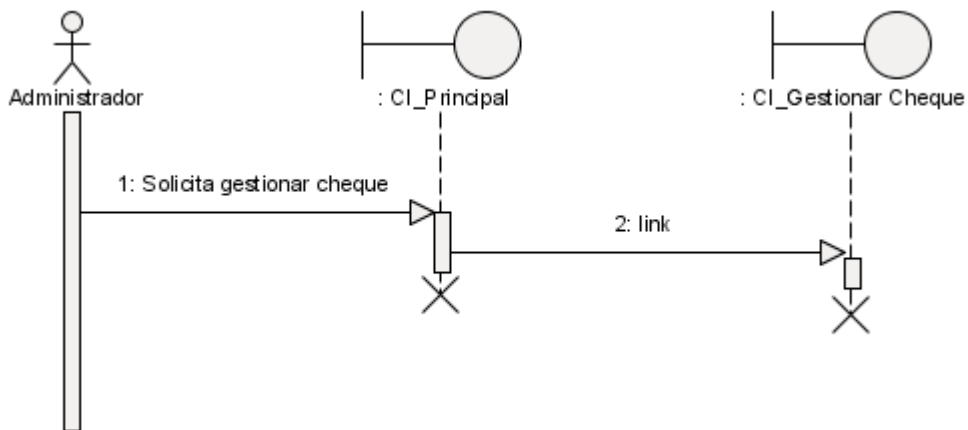 Administrador
: CI_Principal
: CI_Gestionar Cheque
1: Solicita gestionar cheque
2: link